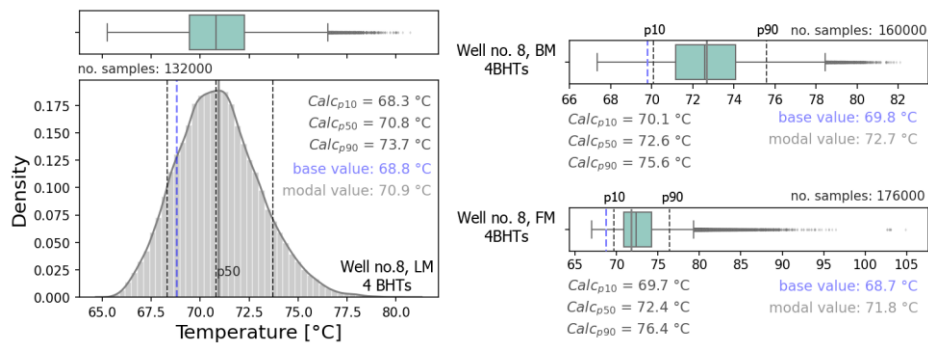 no. samples: 132000
0.175
0.150
0.125
0.100
0.075
0.050
0.025
0.000
Density
Calc_p10 = 68.3 °C
Calc_p50 = 70.8 °C
Calc_p90 = 73.7 °C
base value: 68.8 °C
modal value: 70.9 °C
p50
Well no.8, LM
4 BHTs
65.0 67.5 70.0 72.5 75.0 77.5 80.0
Temperature [°C]
Well no. 8, BM
4BHTs
p10 p90 no. samples: 160000
66 68 70 72 74 76 78 80 82
Calc_p10 = 70.1 °C
Calc_p50 = 72.6 °C
Calc_p90 = 75.6 °C
base value: 69.8 °C
modal value: 72.7 °C
Well no. 8, FM
4BHTs
p10 p90 no. samples: 176000
65 70 75 80 85 90 95 100 105
Calc_p10 = 69.7 °C
Calc_p50 = 72.4 °C
Calc_p90 = 76.4 °C
base value: 68.7 °C
modal value: 71.8 °C